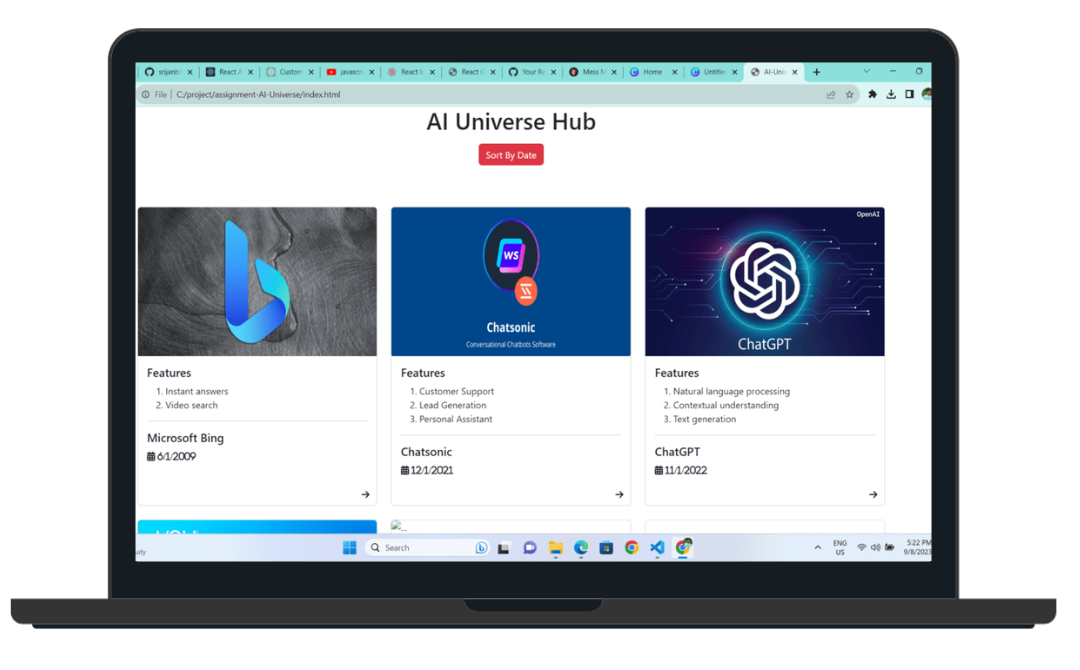 srijanb
React A
Custom
javascri
React M
React C
Your Re
Mess M
Home -
Untitle
AI-Univ
File | C:/project/assignment-AI-Universe/index.html
AI Universe Hub
Sort By Date
WS
Chatsonic
Conversational Chatbots Software
OpenAI
ChatGPT
Features
1. Instant answers
2. Video search
Microsoft Bing
6/1/2009
Features
1. Customer Support
2. Lead Generation
3. Personal Assistant
Chatsonic
12/1/2021
Features
1. Natural language processing
2. Contextual understanding
3. Text generation
ChatGPT
11/1/2022
Search
ENG
US
5:22 PM
9/8/2023